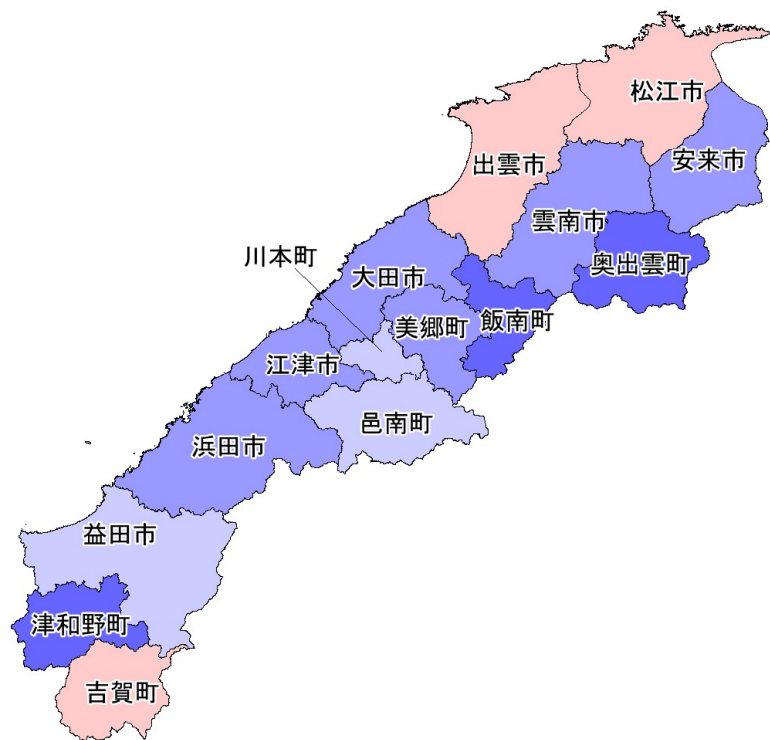 松江市
安来市
出雲市
雲南市
奥出雲町
川本町
大田市
飯南町
美郷町
江津市
邑南町
浜田市
益田市
津和野町
吉賀町